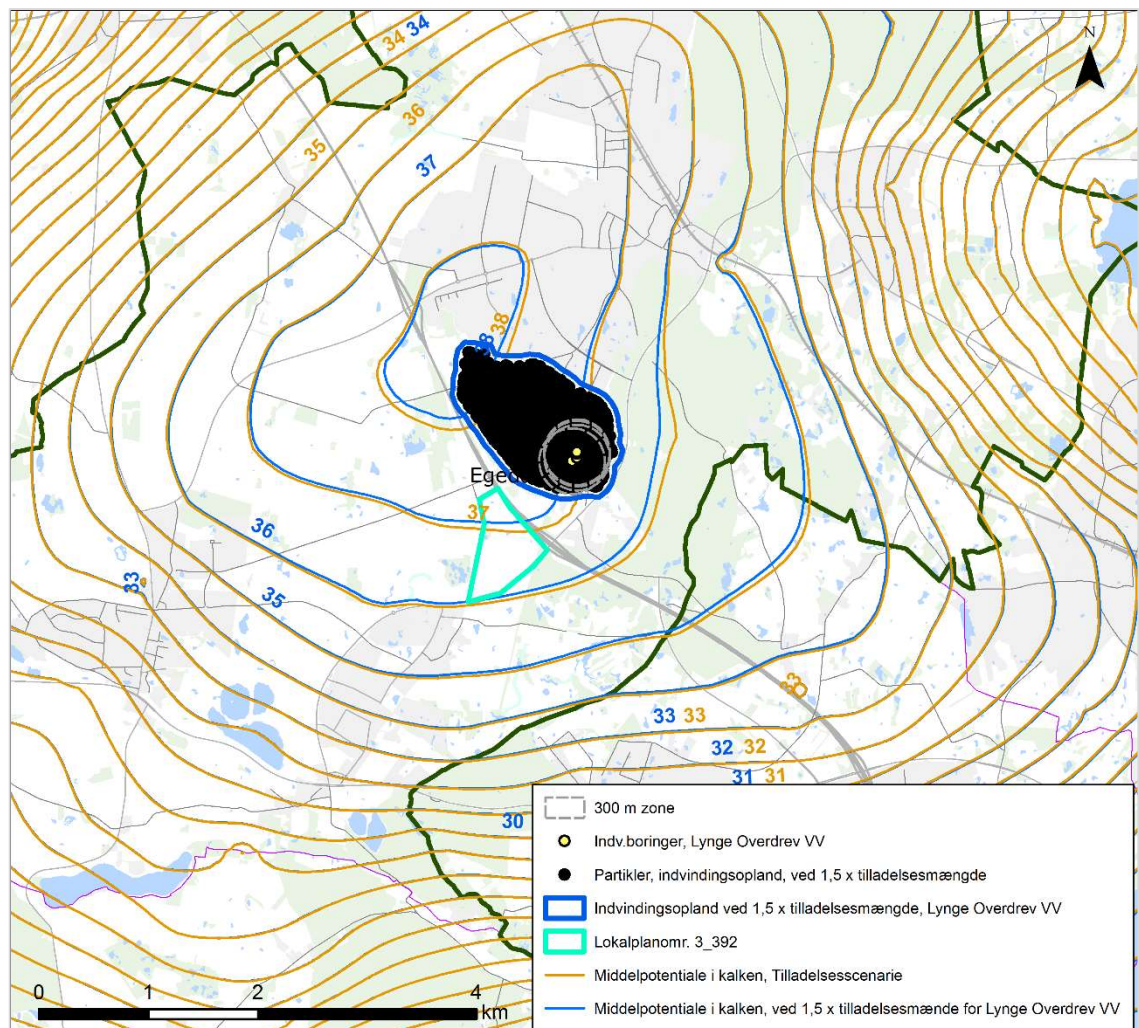 34 34
N
36
35
37
38
38
Eged
37
36
33
35
33
33 33
32 32
31 31
30
300 m zone
Indv.boringer, Lynge Overdrev VV
Partikler, indvindingsopland, ved 1,5 x tilladelsesmængde
Indvindingsopland ved 1,5 x tilladelsesmængde, Lynge Overdrev VV
Lokalplanomr. 3_392
Middelpotentiale i kalken, Tilladelsesscenarie
Middelpotentiale i kalken, ved 1,5 x tilladelsesmænde for Lynge Overdrev VV
0 1 2 4
km